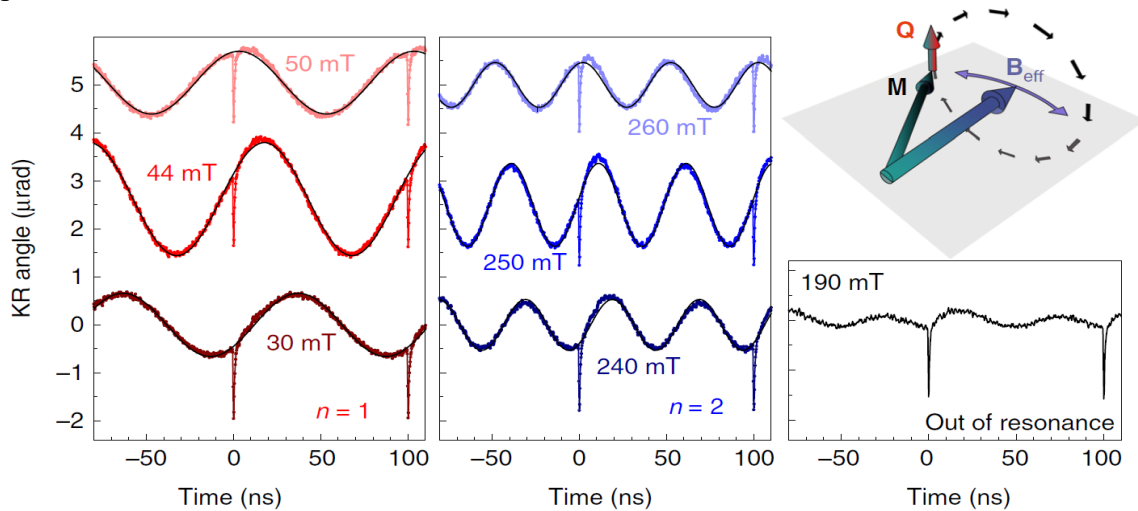 KR angle (μrad)
5
4
3
2
1
0
−1
−2
50 mT
44 mT
30 mT
n = 1
−50
0
50
100
Time (ns)
260 mT
250 mT
240 mT
n = 2
−50
0
50
100
Time (ns)
Q
M
B_eff
190 mT
Out of resonance
−50
0
50
100
Time (ns)